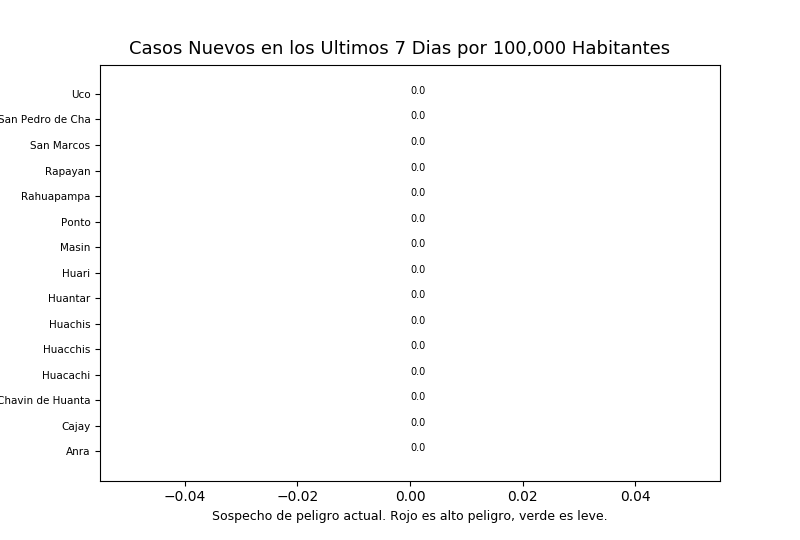 Casos Nuevos en los Ultimos 7 Dias por 100,000 Habitantes
Uco 0.0
San Pedro de Cha 0.0
San Marcos 0.0
Rapayan 0.0
Rahuapampa 0.0
Ponto 0.0
Masin 0.0
Huari 0.0
Huantar 0.0
Huachis 0.0
Huacchis 0.0
Huacachi 0.0
Chavin de Huanta 0.0
Cajay 0.0
Anra 0.0
−0.04 −0.02 0.00 0.02 0.04
Sospecho de peligro actual. Rojo es alto peligro, verde es leve.